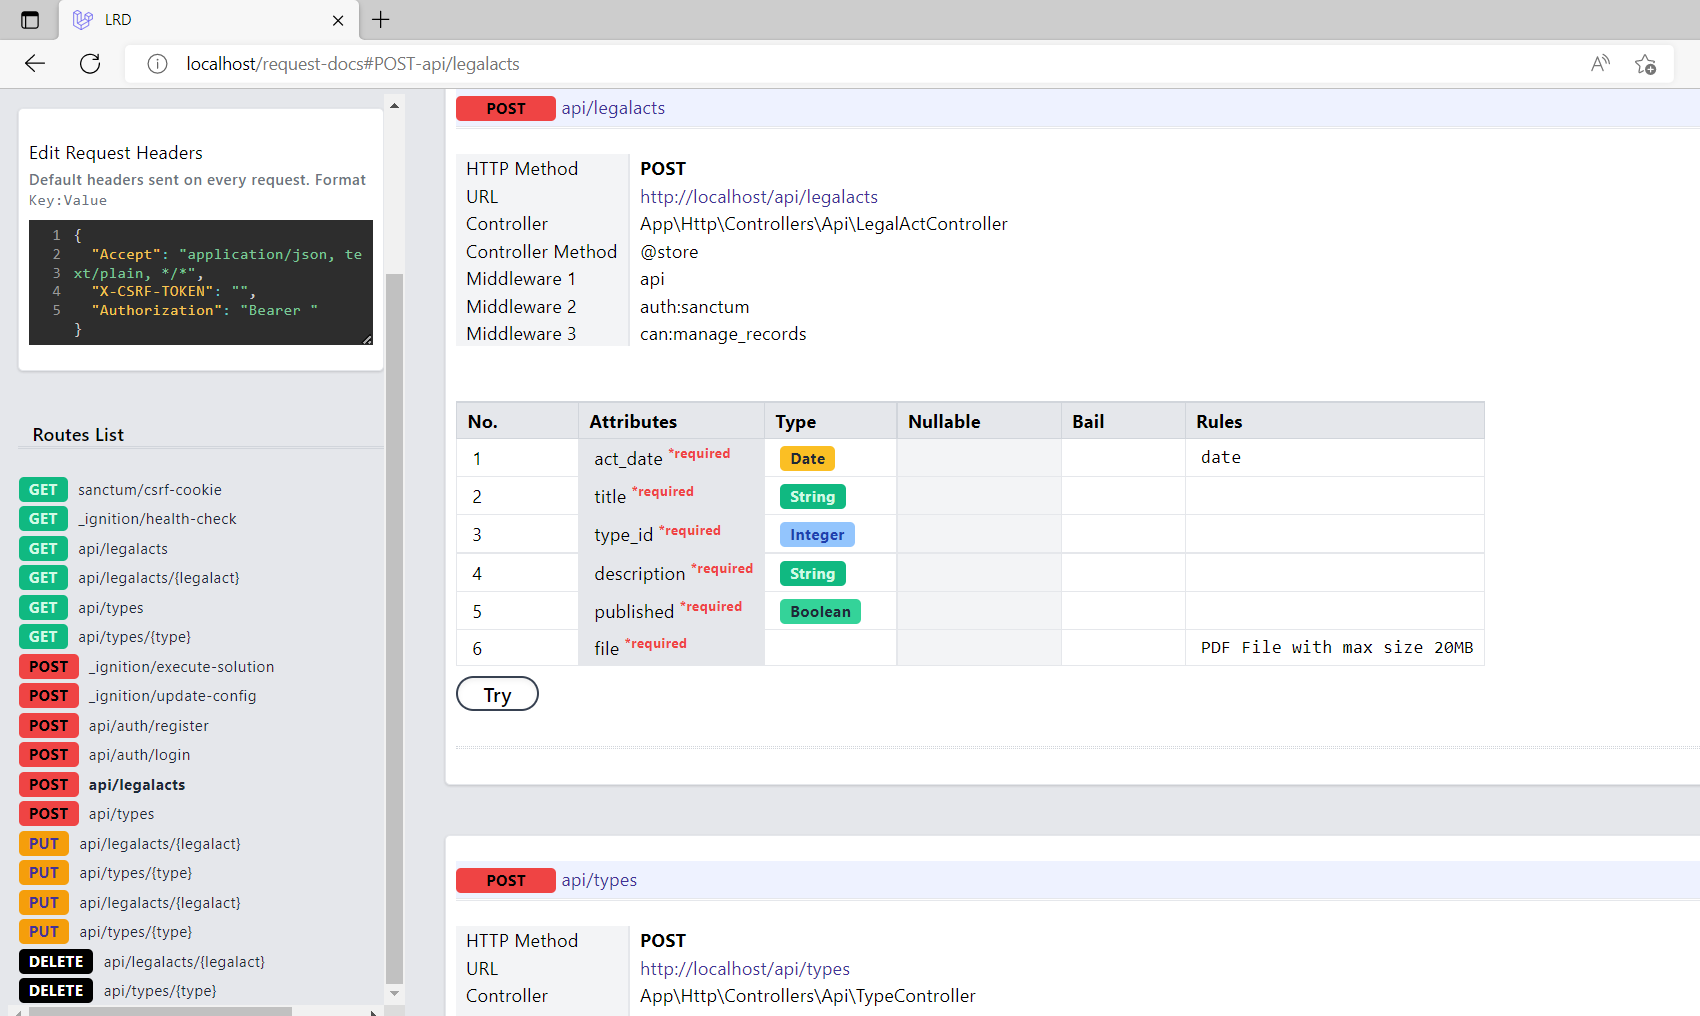 LRD
localhost/request-docs#POST-api/legalacts
Edit Request Headers
Default headers sent on every request. Format
Key:Value
1 {
2 "Accept": "application/json, te
3 xt/plain, */*",
4 "X-CSRF-TOKEN": "",
5 "Authorization": "Bearer "
}
Routes List
GET sanctum/csrf-cookie
GET _ignition/health-check
GET api/legalacts
GET api/legalacts/{legalact}
GET api/types
GET api/types/{type}
POST _ignition/execute-solution
POST _ignition/update-config
POST api/auth/register
POST api/auth/login
POST api/legalacts
POST api/types
PUT api/legalacts/{legalact}
PUT api/types/{type}
PUT api/legalacts/{legalact}
PUT api/types/{type}
DELETE api/legalacts/{legalact}
DELETE api/types/{type}
POST api/legalacts
HTTP Method POST
URL http://localhost/api/legalacts
Controller App\Http\Controllers\Api\LegalActController
Controller Method @store
Middleware 1 api
Middleware 2 auth:sanctum
Middleware 3 can:manage_records
No. Attributes Type Nullable Bail Rules
1 act_date *required Date date
2 title *required String
3 type_id *required Integer
4 description *required String
5 published *required Boolean
6 file *required PDF File with max size 20MB
Try
POST api/types
HTTP Method POST
URL http://localhost/api/types
Controller App\Http\Controllers\Api\TypeController